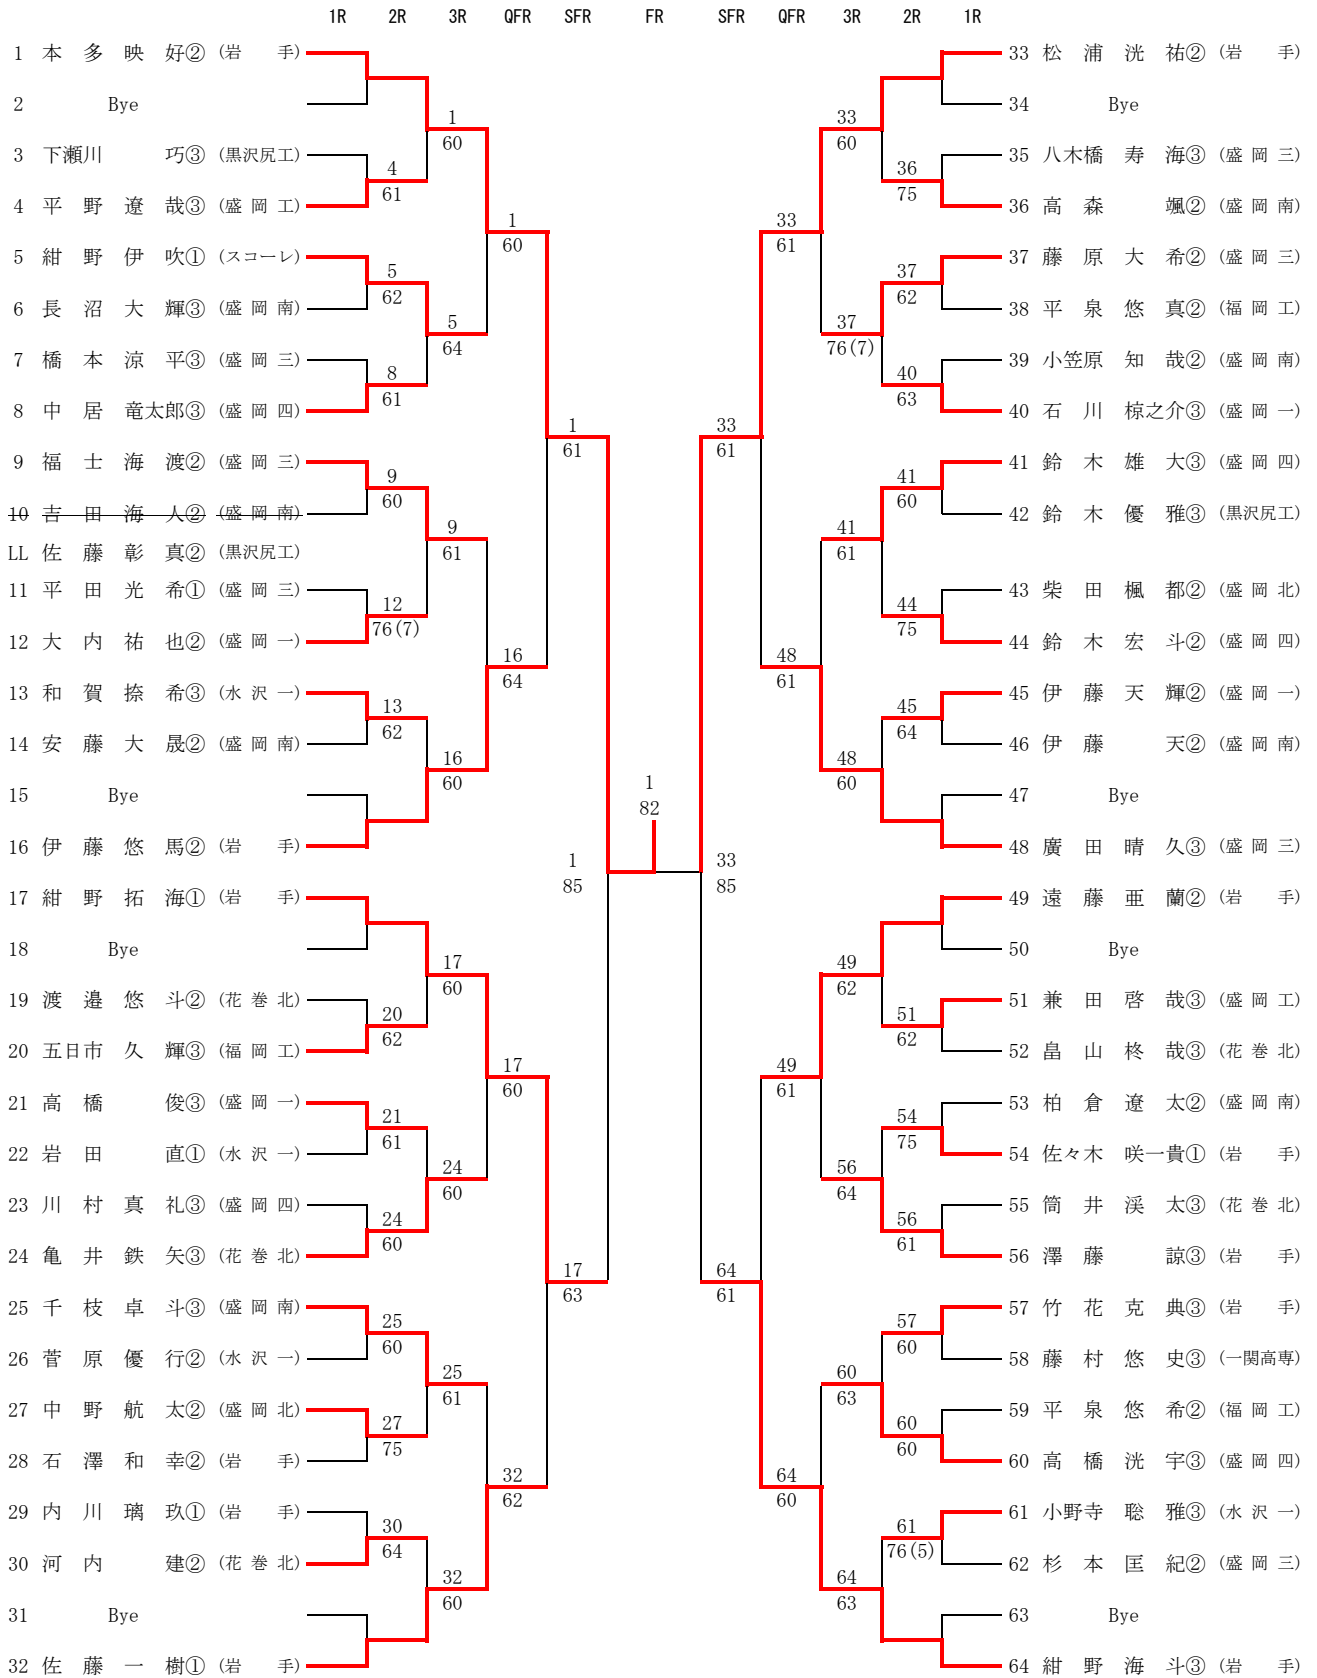 1R 2R 3R QFR SFR FR SFR QFR 3R 2R 1R
1 本 多 映 好② (岩 手)
2 Bye
3 下瀬川 巧③ (黒沢尻工)
4 平 野 遼 哉③ (盛 岡 工)
5 紺 野 伊 吹① (スコーレ)
6 長 沼 大 輝③ (盛 岡 南)
7 橋 本 涼 平③ (盛 岡 三)
8 中 居 竜太郎③ (盛 岡 四)
9 福 士 海 渡② (盛 岡 三)
10 吉 田 海 人② (盛 岡 南)
LL 佐 藤 彰 真② (黒沢尻工)
11 平 田 光 希① (盛 岡 三)
12 大 内 祐 也② (盛 岡 一)
13 和 賀 捺 希③ (水 沢 一)
14 安 藤 大 晟② (盛 岡 南)
15 Bye
16 伊 藤 悠 馬② (岩 手)
17 紺 野 拓 海① (岩 手)
18 Bye
19 渡 邉 悠 斗② (花 巻 北)
20 五日市 久 輝③ (福 岡 工)
21 高 橋 俊③ (盛 岡 一)
22 岩 田 直① (水 沢 一)
23 川 村 真 礼③ (盛 岡 四)
24 亀 井 鉄 矢③ (花 巻 北)
25 千 枝 卓 斗③ (盛 岡 南)
26 菅 原 優 行② (水 沢 一)
27 中 野 航 太② (盛 岡 北)
28 石 澤 和 幸② (岩 手)
29 内 川 璃 玖① (岩 手)
30 河 内 建② (花 巻 北)
31 Bye
32 佐 藤 一 樹① (岩 手)
4
61
5
62
8
61
9
60
12
76(7)
13
62
20
62
21
61
24
60
25
60
27
75
30
64
1
60
5
64
9
61
16
60
17
60
24
60
25
61
32
60
1
60
16
64
17
60
32
62
1
61
17
63
1
85
1
82
33
85
33
61
64
61
33
61
48
61
49
61
64
60
33
60
37
76(7)
41
61
48
60
49
62
56
64
60
63
64
63
36
75
37
62
40
63
41
60
44
75
45
64
51
62
54
75
56
61
57
60
60
60
61
76(5)
33 松 浦 洸 祐② (岩 手)
34 Bye
35 八木橋 寿 海③ (盛 岡 三)
36 高 森 颯② (盛 岡 南)
37 藤 原 大 希② (盛 岡 三)
38 平 泉 悠 真② (福 岡 工)
39 小笠原 知 哉② (盛 岡 南)
40 石 川 椋之介③ (盛 岡 一)
41 鈴 木 雄 大③ (盛 岡 四)
42 鈴 木 優 雅③ (黒沢尻工)
43 柴 田 楓 都② (盛 岡 北)
44 鈴 木 宏 斗② (盛 岡 四)
45 伊 藤 天 輝② (盛 岡 一)
46 伊 藤 天② (盛 岡 南)
47 Bye
48 廣 田 晴 久③ (盛 岡 三)
49 遠 藤 亜 蘭② (岩 手)
50 Bye
51 兼 田 啓 哉③ (盛 岡 工)
52 畠 山 柊 哉③ (花 巻 北)
53 柏 倉 遼 太② (盛 岡 南)
54 佐々木 咲一貴① (岩 手)
55 筒 井 渓 太③ (花 巻 北)
56 澤 藤 諒③ (岩 手)
57 竹 花 克 典③ (岩 手)
58 藤 村 悠 史③ (一関高専)
59 平 泉 悠 希② (福 岡 工)
60 高 橋 洸 宇③ (盛 岡 四)
61 小野寺 聡 雅③ (水 沢 一)
62 杉 本 匡 紀② (盛 岡 三)
63 Bye
64 紺 野 海 斗③ (岩 手)